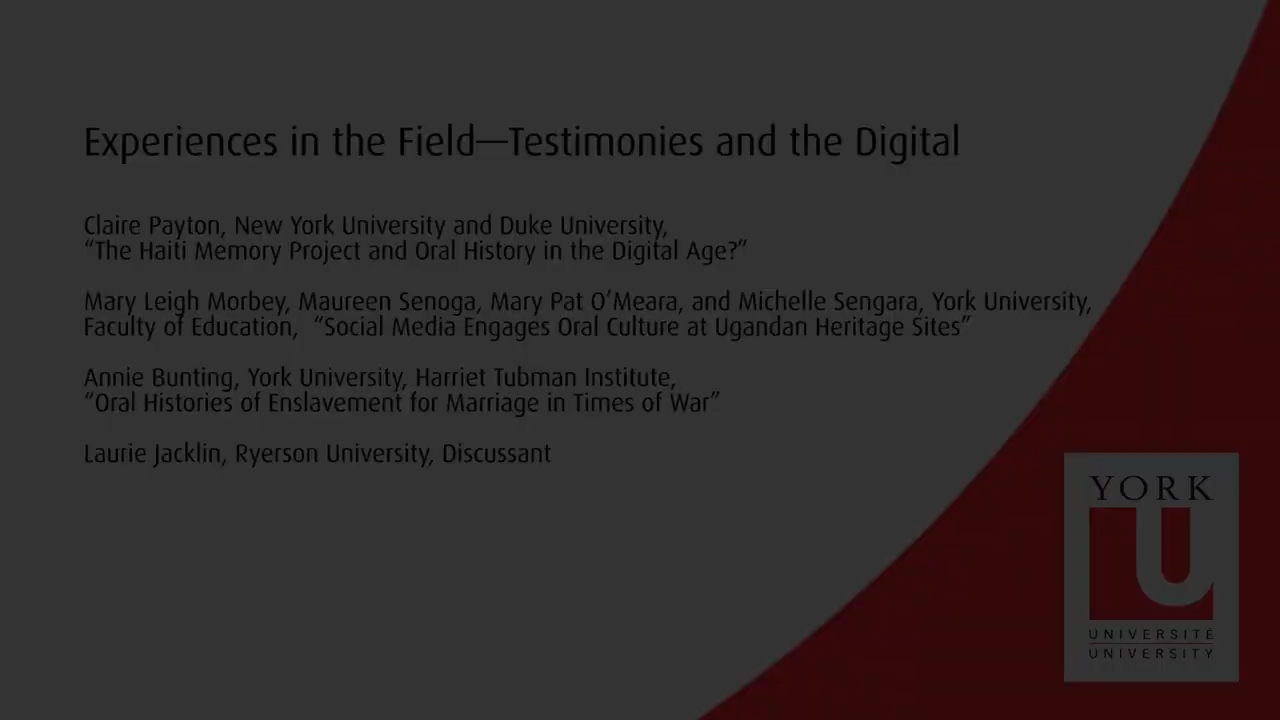 Experiences in the Field—Testimonies and the Digital
Claire Payton, New York University and Duke University,
“The Haiti Memory Project and Oral History in the Digital Age?”
Mary Leigh Morbey, Maureen Senoga, Mary Pat O’Meara, and Michelle Sengara, York University,
Faculty of Education, “Social Media Engages Oral Culture at Ugandan Heritage Sites”
Annie Bunting, York University, Harriet Tubman Institute,
“Oral Histories of Enslavement for Marriage in Times of War”
Laurie Jacklin, Ryerson University, Discussant
YORK
U
UNIVERSITÉ
UNIVERSITY